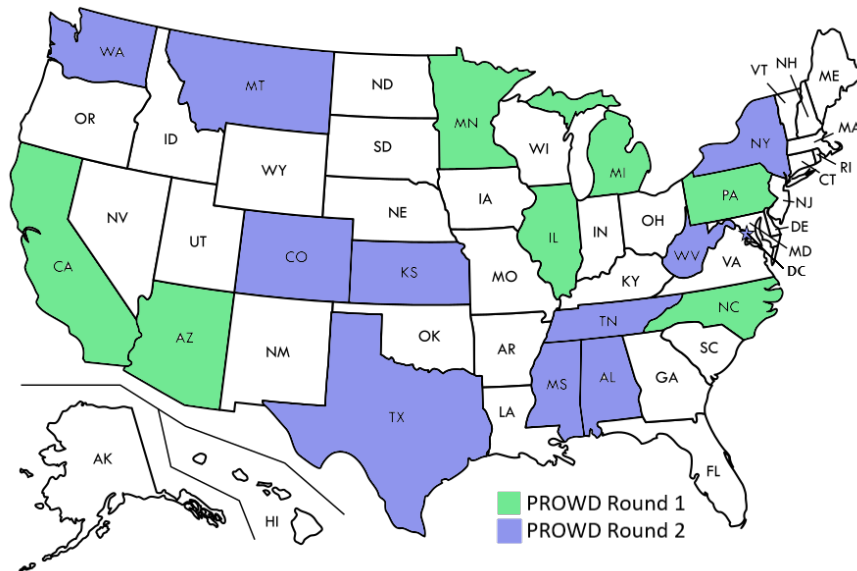 WA
MT
ND
MN
OR
ID
WY
SD
WI
MI
NY
VT
NH
ME
MA
RI
CT
NJ
DE
MD
DC
PA
NV
UT
CO
NE
IA
IL
IN
OH
WV
VA
CA
AZ
NM
KS
MO
KY
OK
AR
TN
NC
SC
TX
LA
MS
AL
GA
FL
AK
HI
PROWD Round 1
PROWD Round 2